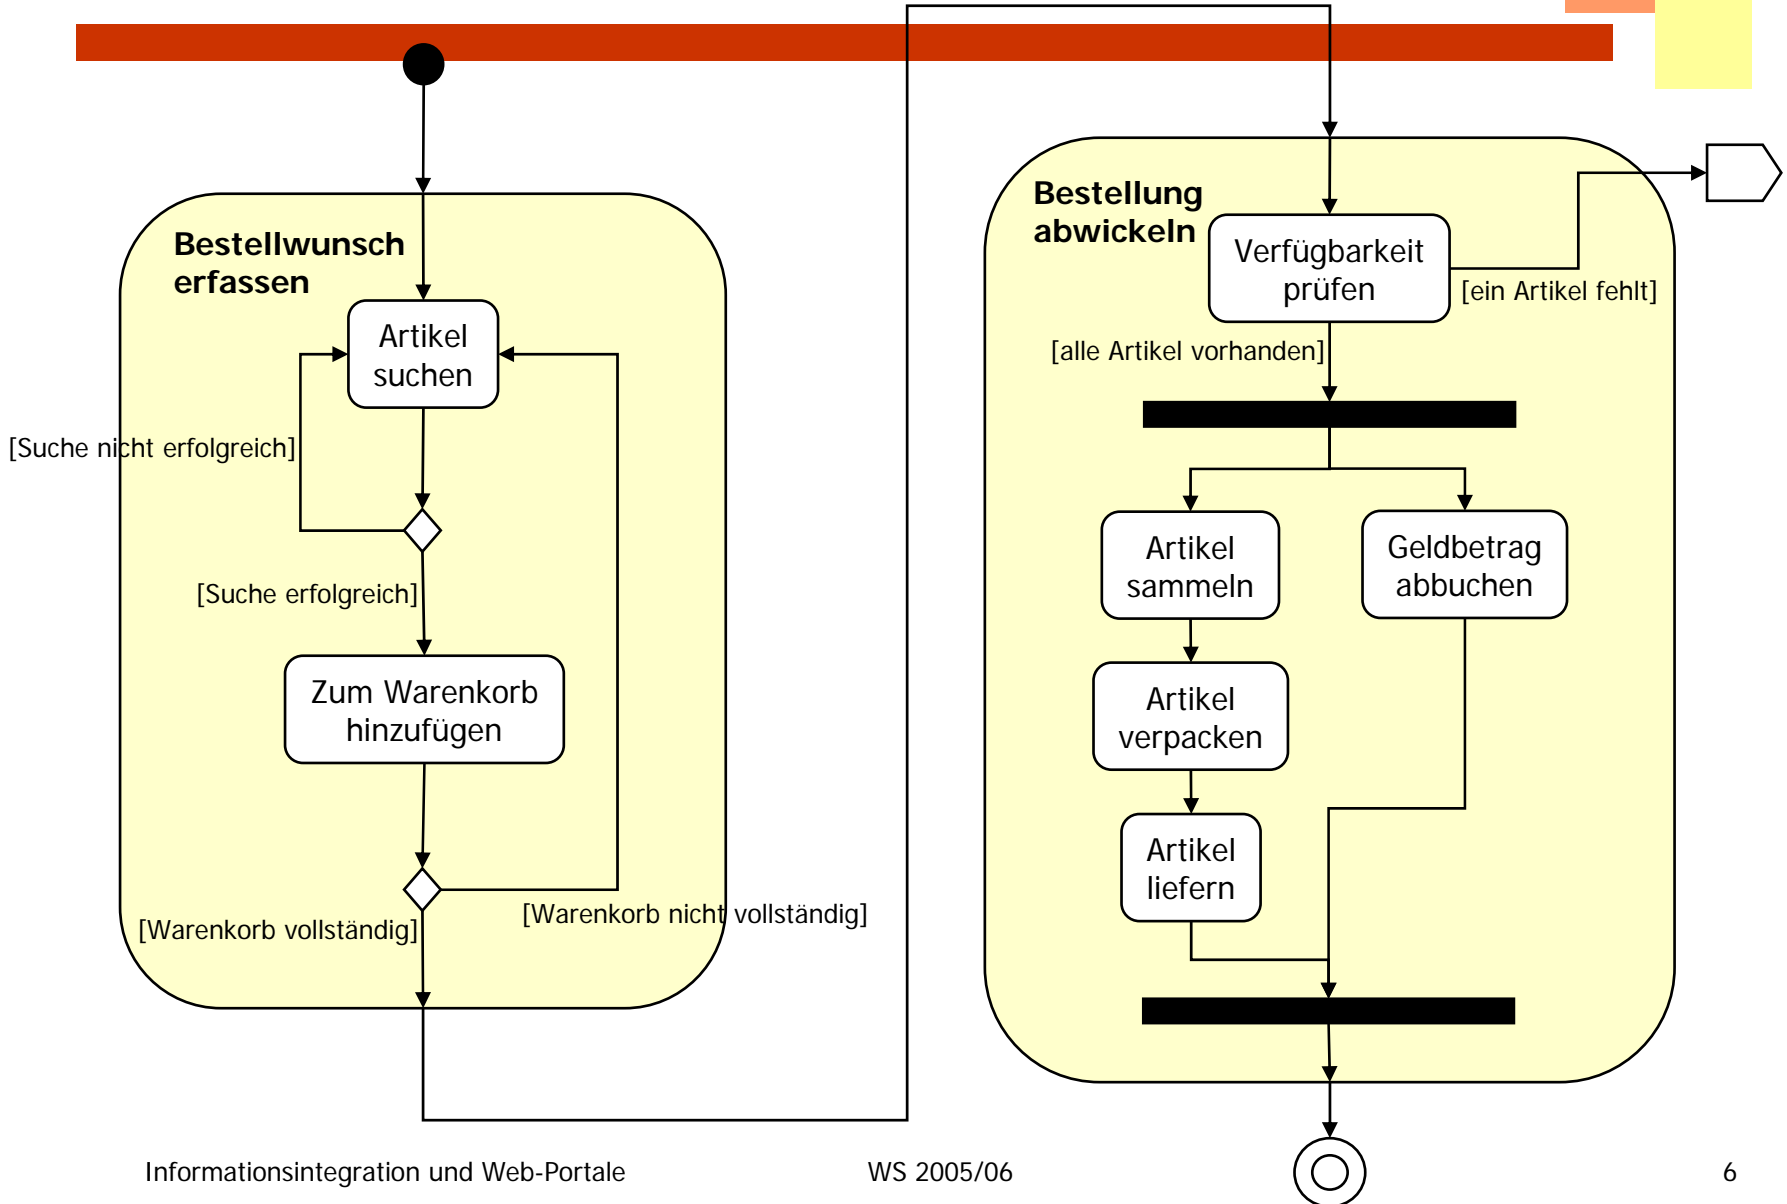 Bestellwunsch
erfassen
Artikel
suchen
[Suche nicht erfolgreich]
[Suche erfolgreich]
Zum Warenkorb
hinzufügen
[Warenkorb nicht vollständig]
[Warenkorb vollständig]
Bestellung
abwickeln
Verfügbarkeit
prüfen
[ein Artikel fehlt]
[alle Artikel vorhanden]
Artikel
sammeln
Geldbetrag
abbuchen
Artikel
verpacken
Artikel
liefern
Informationsintegration und Web-Portale
WS 2005/06
6